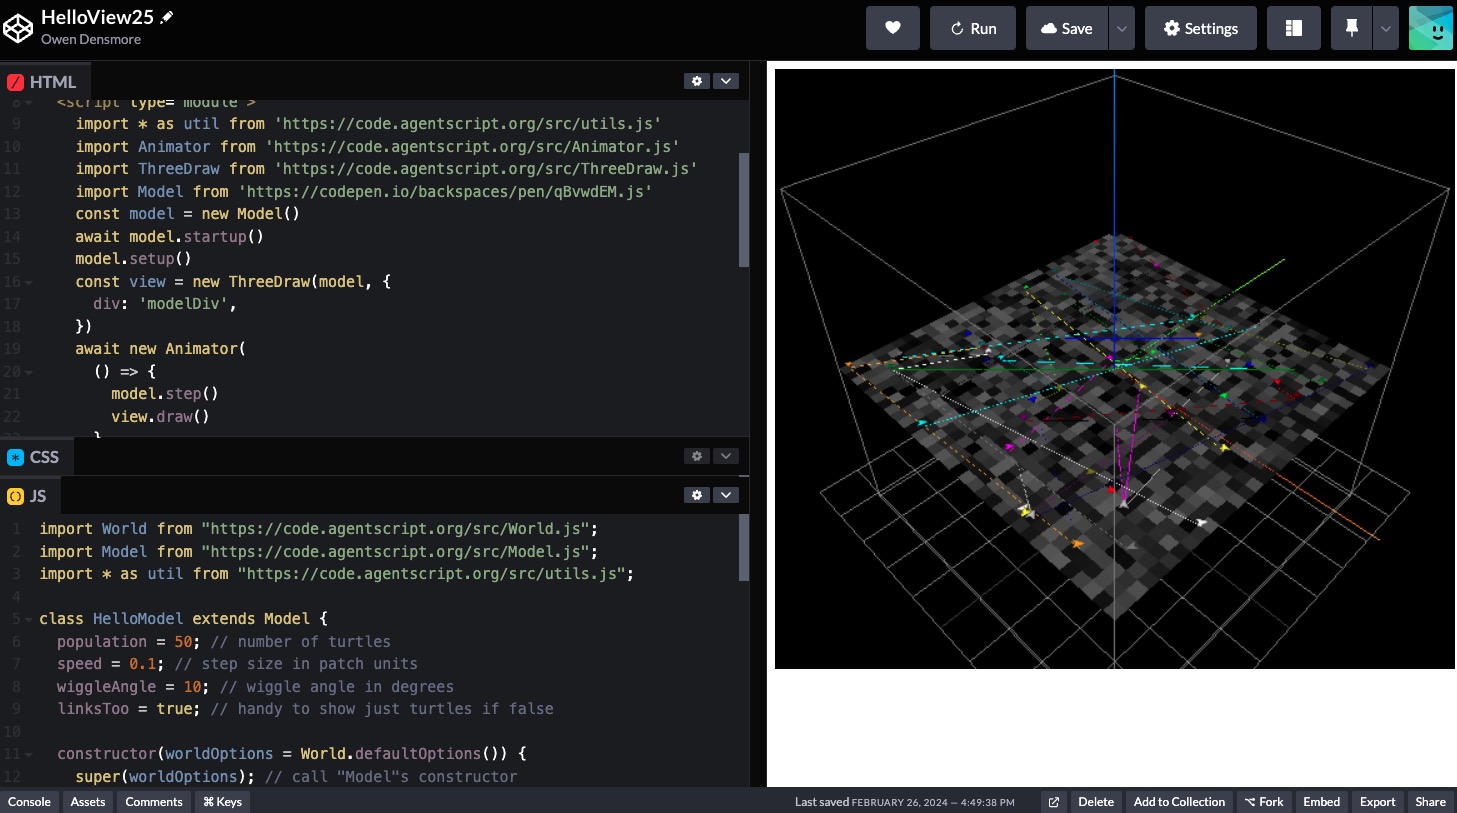 HelloView25
Owen Densmore
Run
Save
Settings
HTML
8 <script type="module">
9 import * as util from 'https://code.agentscript.org/src/utils.js'
10 import Animator from 'https://code.agentscript.org/src/Animator.js'
11 import ThreeDraw from 'https://code.agentscript.org/src/ThreeDraw.js'
12 import Model from 'https://codepen.io/backspaces/pen/qBvwdEM.js'
13 const model = new Model()
14 await model.startup()
15 model.setup()
16 const view = new ThreeDraw(model, {
17 div: 'modelDiv',
18 })
19 await new Animator(
20 () => {
21 model.step()
22 view.draw()
}
CSS
JS
1 import World from "https://code.agentscript.org/src/World.js";
2 import Model from "https://code.agentscript.org/src/Model.js";
3 import * as util from "https://code.agentscript.org/src/utils.js";
4
5 class HelloModel extends Model {
6 population = 50; // number of turtles
7 speed = 0.1; // step size in patch units
8 wiggleAngle = 10; // wiggle angle in degrees
9 linksToo = true; // handy to show just turtles if false
10
11 constructor(worldOptions = World.defaultOptions()) {
12 super(worldOptions); // call "Model"s constructor
Console
Assets
Comments
⌘ Keys
Last saved FEBRUARY 26, 2024 — 4:49:38 PM
Delete
Add to Collection
⌥ Fork
Embed
Export
Share